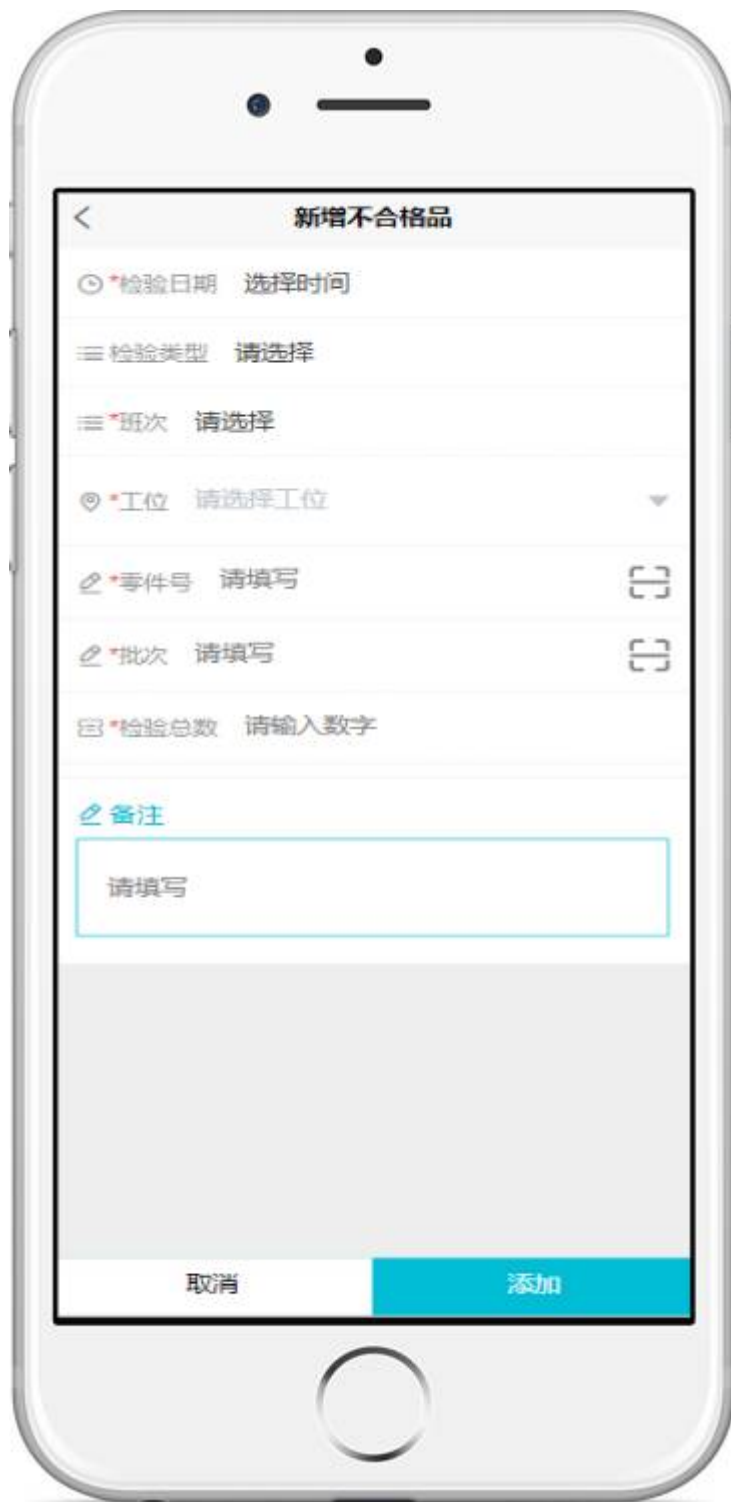 新增不合格品
*检验日期 选择时间
检验类型 请选择
*班次 请选择
*工位 请选择工位
*零件号 请填写
*批次 请填写
*检验总数 请输入数字
备注
请填写
取消 添加